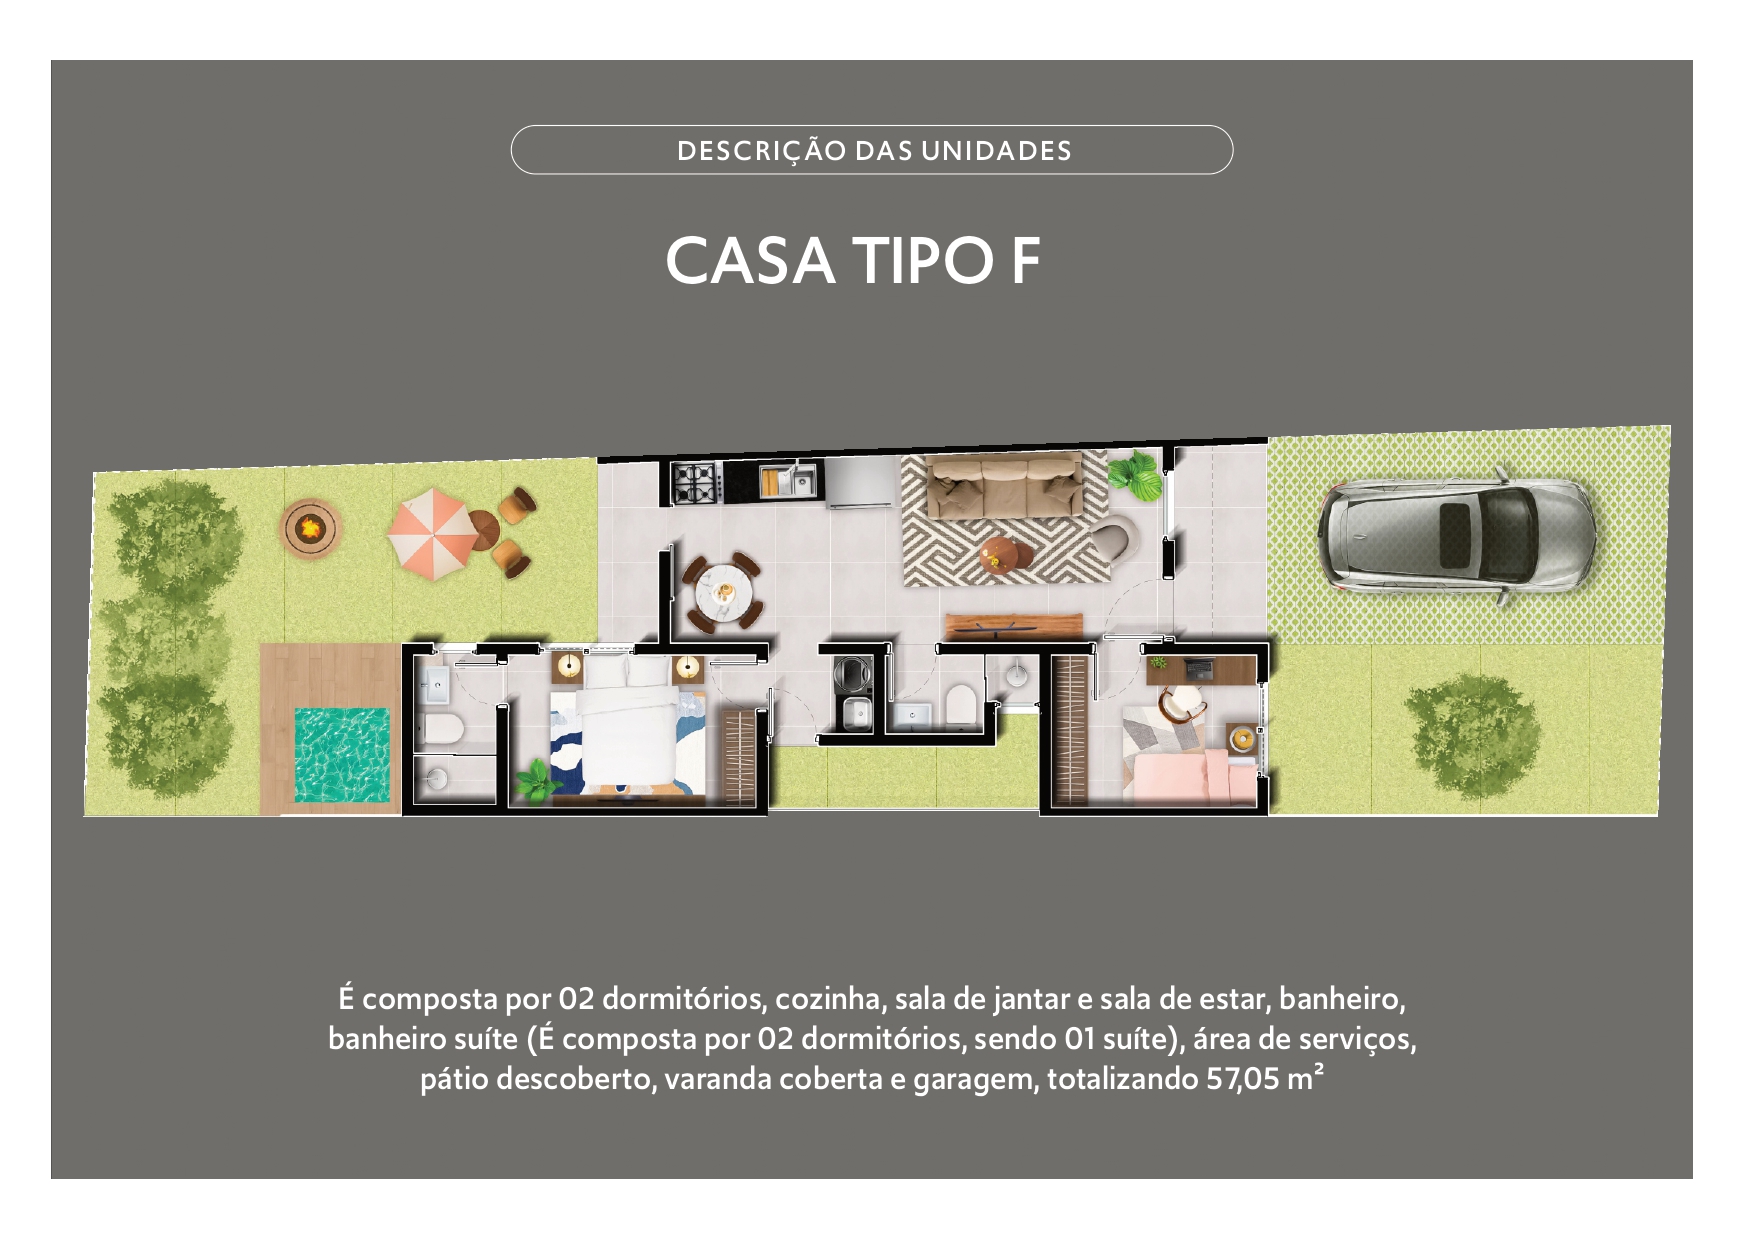 DESCRIÇÃO DAS UNIDADES
CASA TIPO F
É composta por 02 dormitórios, cozinha, sala de jantar e sala de estar, banheiro,
banheiro suíte (É composta por 02 dormitórios, sendo 01 suíte), área de serviços,
pátio descoberto, varanda coberta e garagem, totalizando 57,05 m²